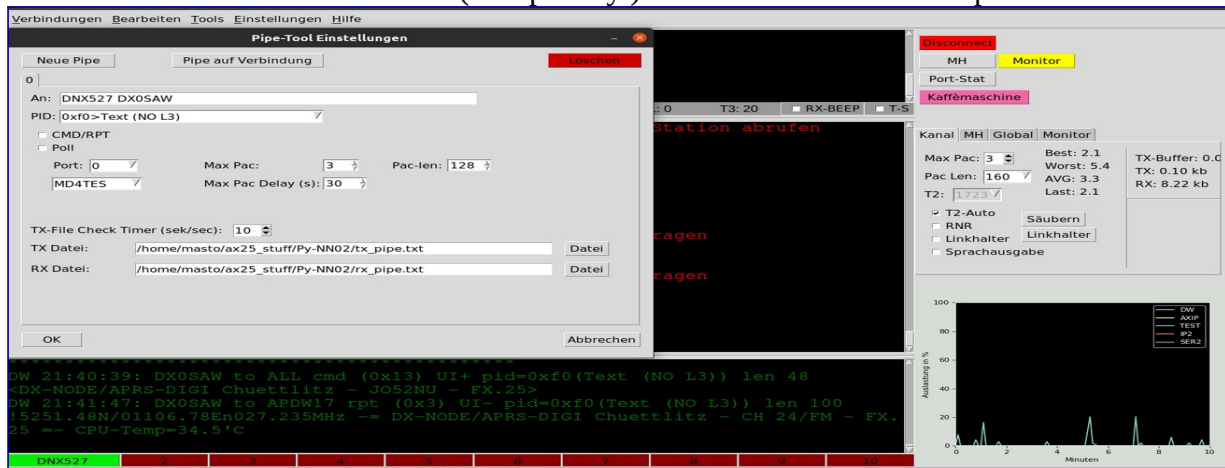 Verbindungen Bearbeiten Tools Einstellungen Hilfe
Pipe-Tool Einstellungen
Neue Pipe Pipe auf Verbindung Löschen
0
An: DNX527 DX0SAW
PID: 0xf0>Text (NO L3)
CMD/RPT
Poll
Port: 0 Max Pac: 3 Pac-len: 128
MD4TES Max Pac Delay (s): 30
TX-File Check Timer (sek/sec): 10
TX Datei: /home/masto/ax25_stuff/Py-NN02/tx_pipe.txt Datei
RX Datei: /home/masto/ax25_stuff/Py-NN02/rx_pipe.txt Datei
OK Abbrechen
: 0 T3: 20 RX-BEEP T-S
Station abrufen
ragen
ragen
DW 21:40:39: DX0SAW to ALL cmd (0x13) UI+ pid=0xf0(Text (NO L3)) len 48
<DX-NODE/APRS-DIGI Chuettlitz - JO52NU - FX.25>
DW 21:41:47: DX0SAW to APDW17 rpt (0x3) UI- pid=0xf0(Text (NO L3)) len 100
!5251.48N/01106.78En027.235MHz -= DX-NODE/APRS-DIGI Chuettlitz - CH 24/FM - FX.
25 =- CPU-Temp=34.5'C
DNX527 2 3 4 5 6 7 8 9 10
Disconnect
MH Monitor
Port-Stat
Kaffèmaschine
Kanal MH Global Monitor
Max Pac: 3
Pac Len: 160
T2: 1723
Best: 2.1
Worst: 5.4
AVG: 3.3
Last: 2.1
TX-Buffer: 0.0
TX: 0.10 kb
RX: 8.22 kb
T2-Auto
RNR
Linkhalter
Sprachausgabe
Säubern
Linkhalter
100
80
60
40
20
0
Auslastung in %
DW
AXIP
TEST
IP2
SER2
0 2 4 6 8 10
Minuten